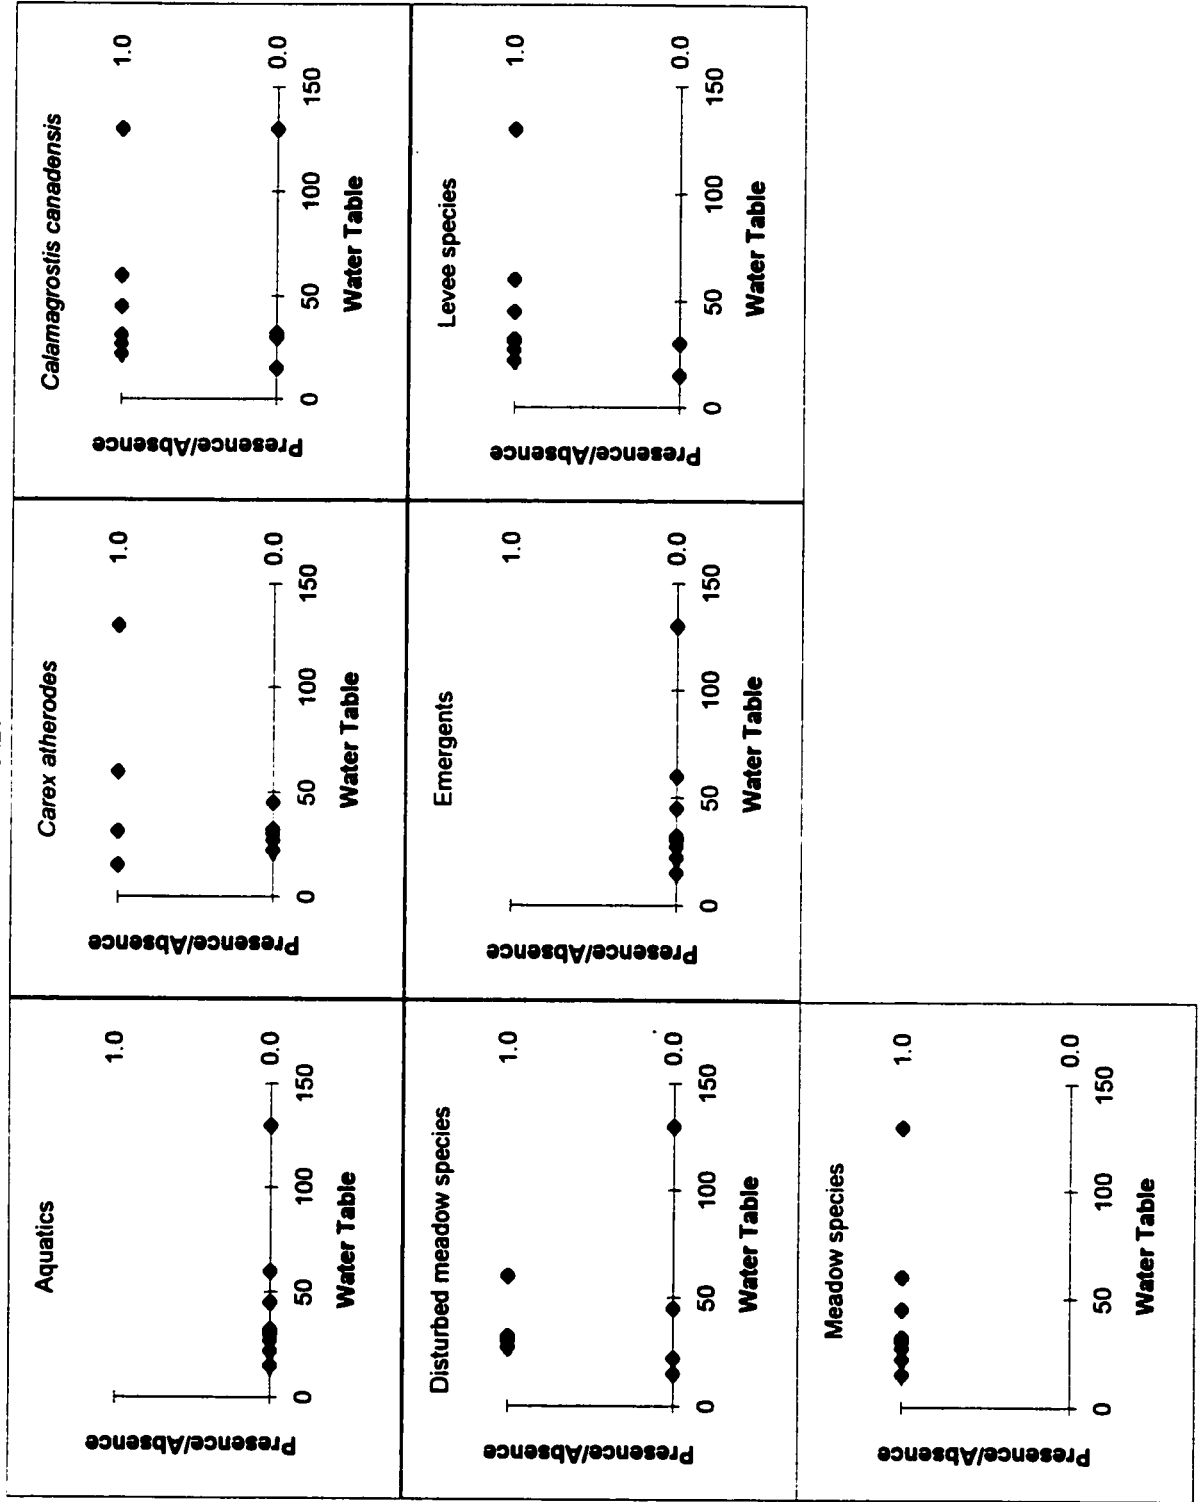 Aquatics
Presence/Absence
1.0
0.0
0 50 100 150
Water Table
Carex atherodes
Presence/Absence
1.0
0.0
0 50 100 150
Water Table
Calamagrostis canadensis
Presence/Absence
1.0
0.0
0 50 100 150
Water Table
Disturbed meadow species
Presence/Absence
1.0
0.0
0 50 100 150
Water Table
Emergents
Presence/Absence
1.0
0.0
0 50 100 150
Water Table
Levee species
Presence/Absence
1.0
0.0
0 50 100 150
Water Table
Meadow species
Presence/Absence
1.0
0.0
0 50 100 150
Water Table